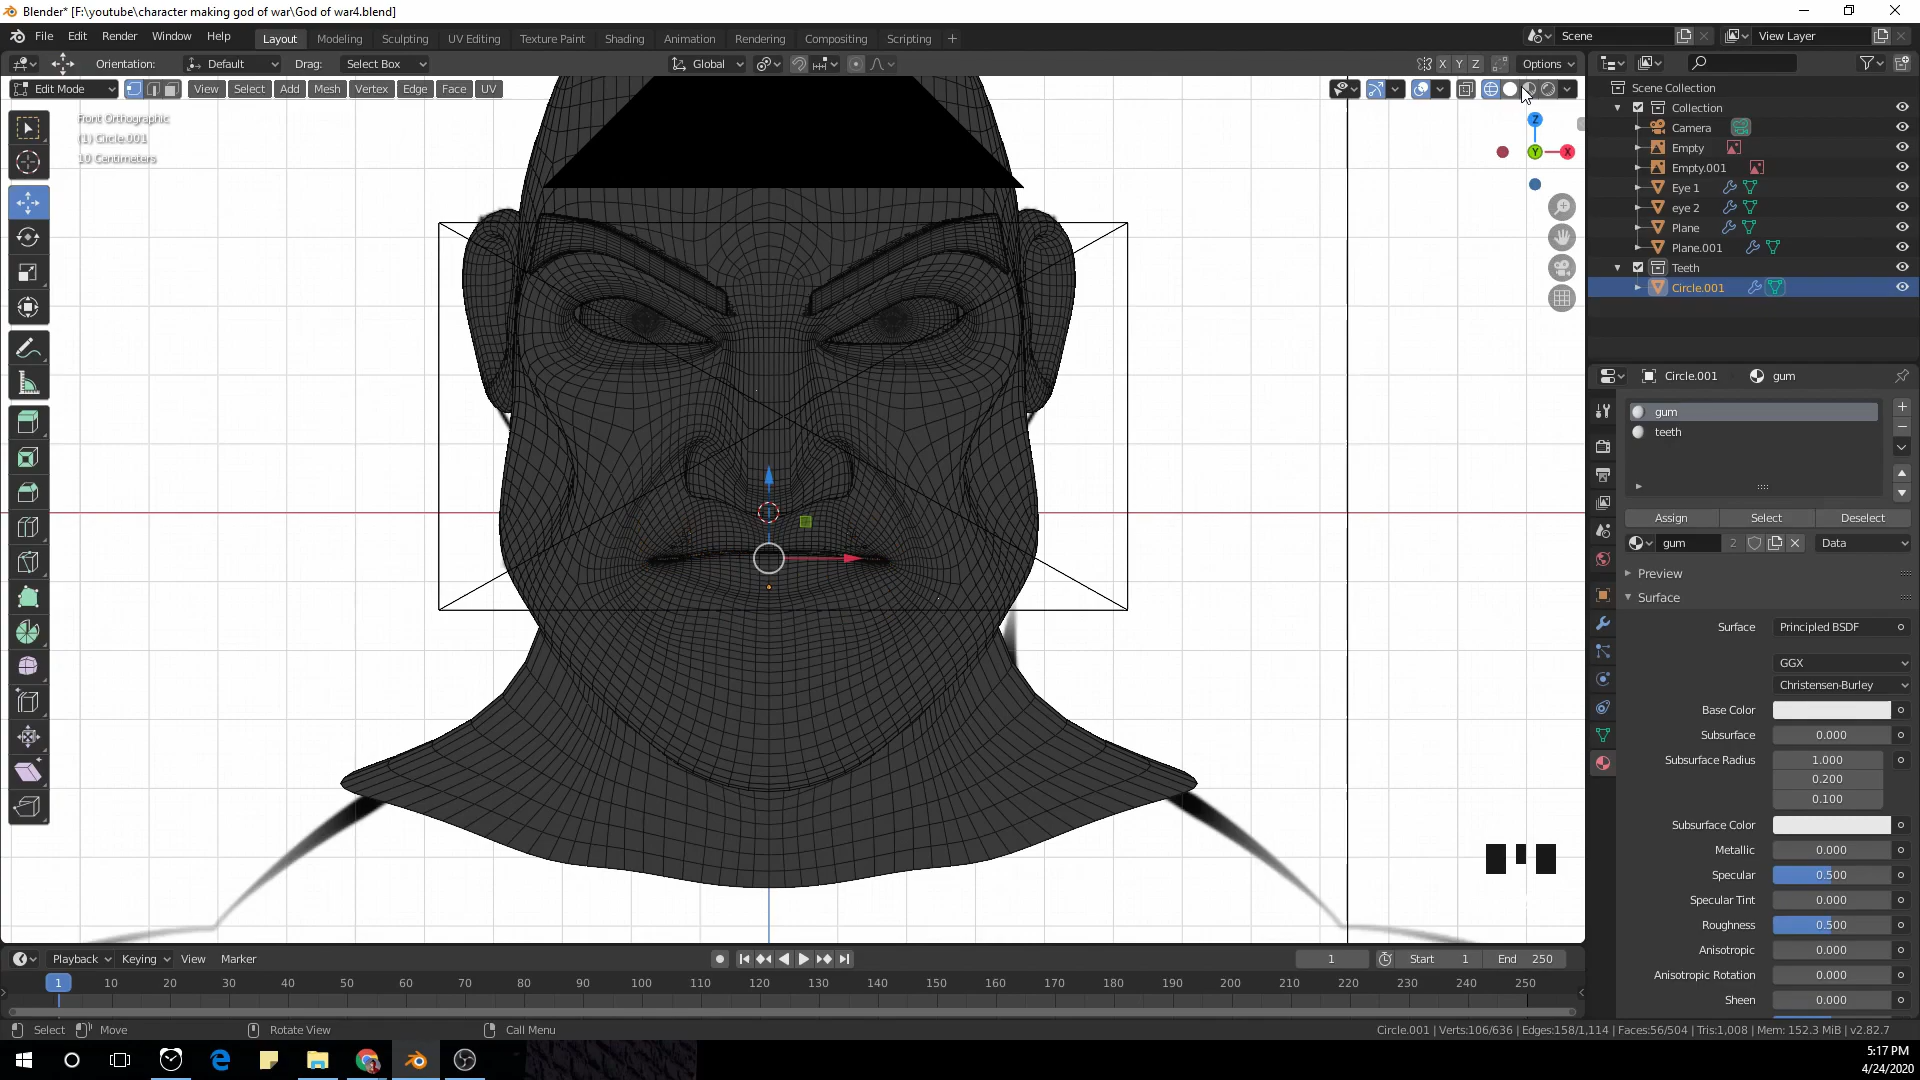 Blender* [F:\youtube\character making god of war\God of war4.blend]
File Edit Render Window Help Layout Modeling Sculpting UV Editing Texture Paint Shading Animation Rendering Compositing Scripting + Scene View Layer
Orientation: Default Drag: Select Box Global X Y Z Options
Edit Mode View Select Add Mesh Vertex Edge Face UV
Front Orthographic
(1) Circle.001
10 Centimeters
Z
Y X
Scene Collection
Collection
Camera
Empty
Empty.001
Eye 1
eye 2
Plane
Plane.001
Teeth
Circle.001
Circle.001 gum
gum
teeth
Assign Select Deselect
gum 2 Data
Preview
Surface
Surface Principled BSDF
GGX
Christensen-Burley
Base Color
Subsurface 0.000
Subsurface Radius 1.000
0.200
0.100
Subsurface Color
Metallic 0.000
Specular 0.500
Specular Tint 0.000
Roughness 0.500
Anisotropic 0.000
Anisotropic Rotation 0.000
Sheen 0.000
Playback Keying View Marker 1 Start 1 End 250
1 10 20 30 40 50 60 70 80 90 100 110 120 130 140 150 160 170 180 190 200 210 220 230 240 250
Select Move Rotate View Call Menu Circle.001 | Verts:106/636 | Edges:158/1,114 | Faces:56/504 | Tris:1,008 | Mem: 152.3 MiB | v2.82.7
5:17 PM
4/24/2020